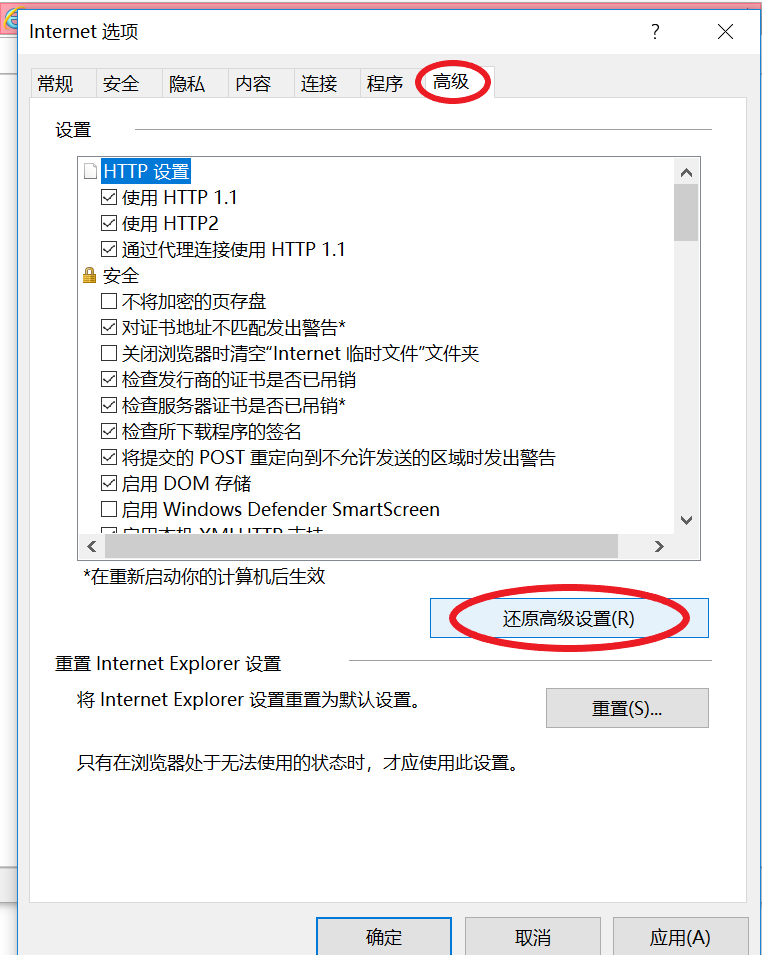 Internet 选项
?
常规 安全 隐私 内容 连接 程序 高级
设置
HTTP 设置
使用 HTTP 1.1
使用 HTTP2
通过代理连接使用 HTTP 1.1
安全
不将加密的页存盘
对证书地址不匹配发出警告*
关闭浏览器时清空“Internet 临时文件”文件夹
检查发行商的证书是否已吊销
检查服务器证书是否已吊销*
检查所下载程序的签名
将提交的 POST 重定向到不允许发送的区域时发出警告
启用 DOM 存储
启用 Windows Defender SmartScreen
启用本机 XMLHTTP 支持
*在重新启动你的计算机后生效
还原高级设置(R)
重置 Internet Explorer 设置
将 Internet Explorer 设置重置为默认设置。
重置(S)...
只有在浏览器处于无法使用的状态时，才应使用此设置。
确定 取消 应用(A)